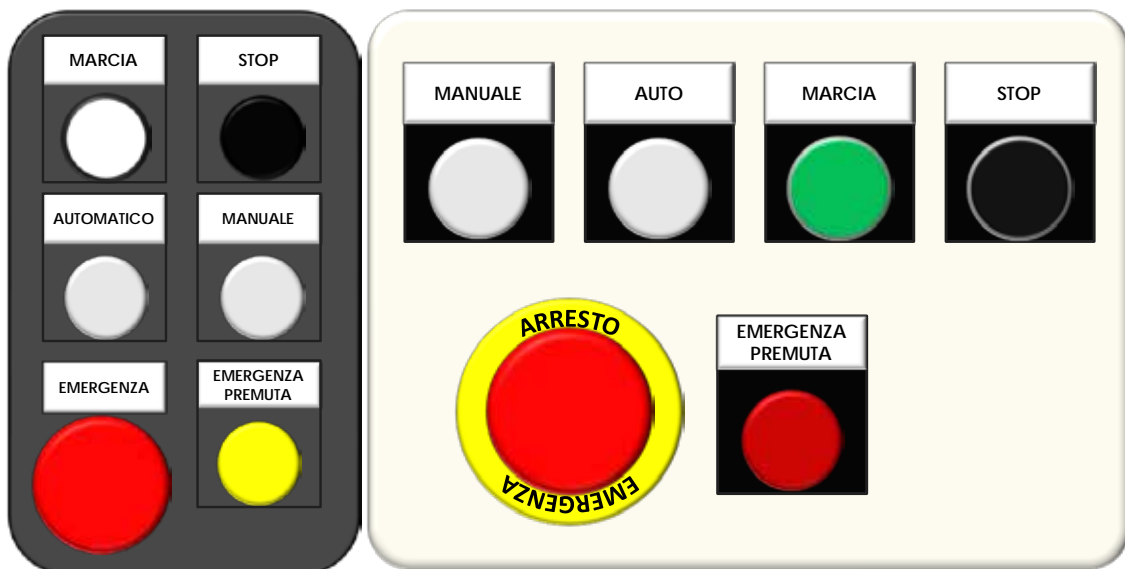 MARCIA
STOP
AUTOMATICO
MANUALE
EMERGENZA
EMERGENZA
PREMUTA
MANUALE
AUTO
MARCIA
STOP
ARRESTO
EMERGENZA
EMERGENZA
PREMUTA